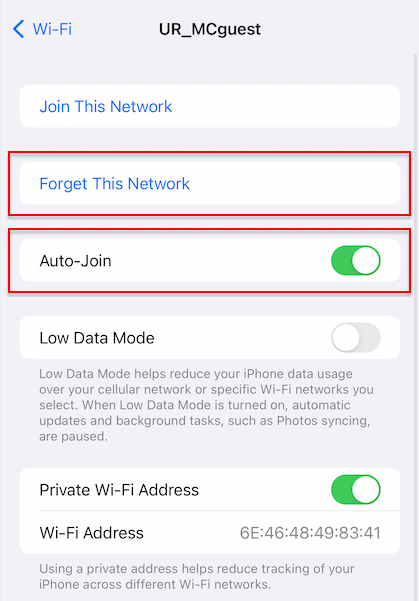 Wi-Fi
UR_MCguest
Join This Network
Forget This Network
Auto-Join
Low Data Mode
Low Data Mode helps reduce your iPhone data usage
over your cellular network or specific Wi-Fi networks you
select. When Low Data Mode is turned on, automatic
updates and background tasks, such as Photos syncing,
are paused.
Private Wi-Fi Address
Wi-Fi Address 6E:46:48:49:83:41
Using a private address helps reduce tracking of your
iPhone across different Wi-Fi networks.